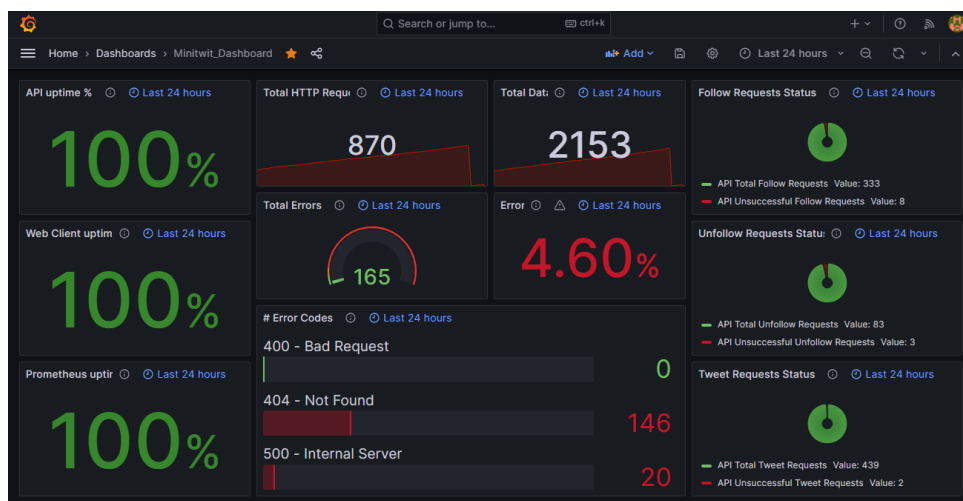 Search or jump to... ctrl+k
Home › Dashboards › Minitwit_Dashboard Add Last 24 hours
API uptime % Last 24 hours
100%
Web Client uptim Last 24 hours
100%
Prometheus uptir Last 24 hours
100%
Total HTTP Requ Last 24 hours
870
Total Data Last 24 hours
2153
Total Errors Last 24 hours
165
Error Last 24 hours
4.60%
# Error Codes Last 24 hours
400 - Bad Request
0
404 - Not Found
146
500 - Internal Server
20
Follow Requests Status Last 24 hours
API Total Follow Requests Value: 333
API Unsuccessful Follow Requests Value: 8
Unfollow Requests Status Last 24 hours
API Total Unfollow Requests Value: 83
API Unsuccessful Unfollow Requests Value: 3
Tweet Requests Status Last 24 hours
API Total Tweet Requests Value: 439
API Unsuccessful Tweet Requests Value: 2